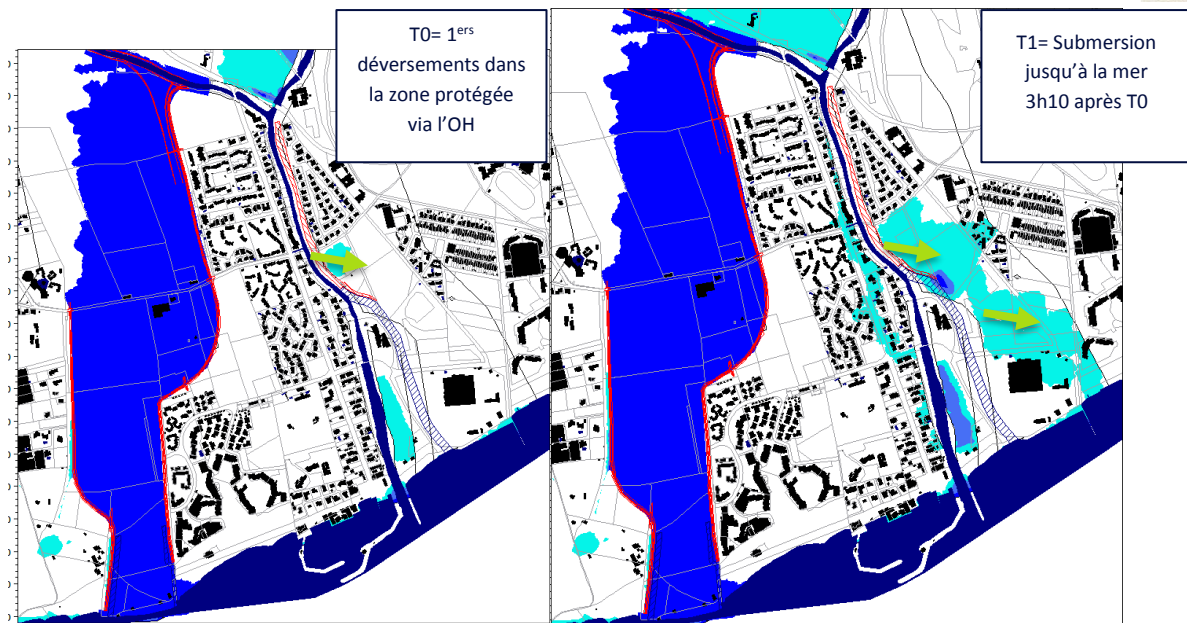 T0= 1ers
déversements dans
la zone protégée
via l’OH
T1= Submersion
jusqu’à la mer
3h10 après T0